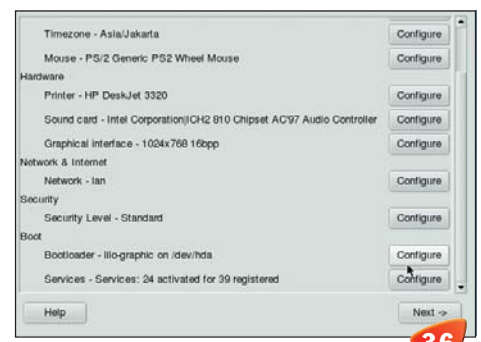 Timezone - Asia/Jakarta Configure
Mouse - PS/2 Generic PS2 Wheel Mouse Configure
Hardware
Printer - HP DeskJet 3320 Configure
Sound card - Intel Corporation|ICH2 810 Chipset AC'97 Audio Controller Configure
Graphical interface - 1024x768 16bpp Configure
Network & Internet
Network - lan Configure
Security
Security Level - Standard Configure
Boot
Bootloader - lilo-graphic on /dev/hda Configure
Services - Services: 24 activated for 39 registered Configure
Help Next ->
36